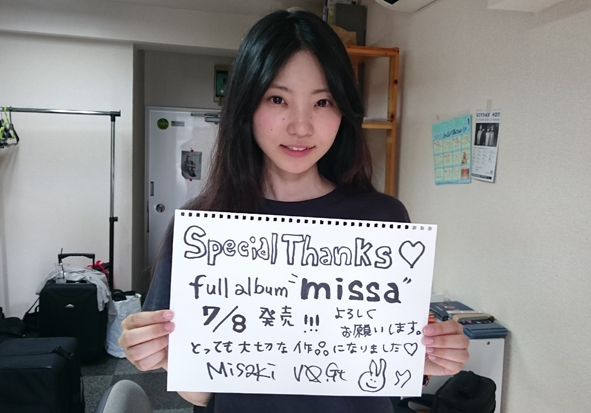 Special Thanks ♡
full album "missa"
7/8 発売 !!! よろしく
お願いします。
とっても大切な作品になりました♡
Misaki Vo.Gt